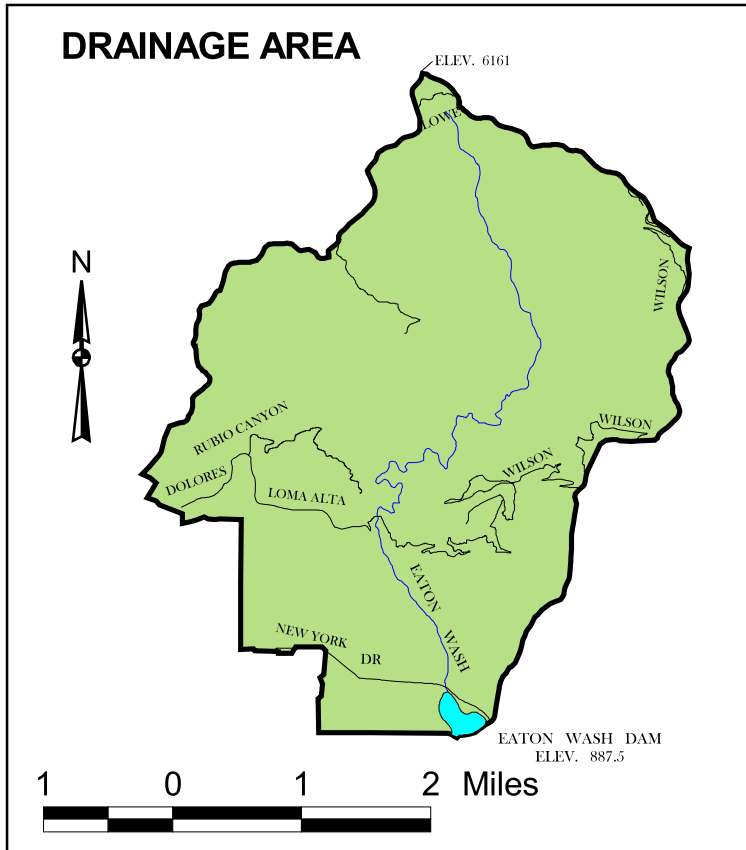 DRAINAGE AREA
ELEV. 6161
LOWE
N
WILSON
RUBIO CANYON
WILSON
DOLORES
WILSON
LOMA ALTA
EATON WASH
NEW YORK DR
EATON WASH DAM
ELEV. 887.5
1 0 1 2 Miles